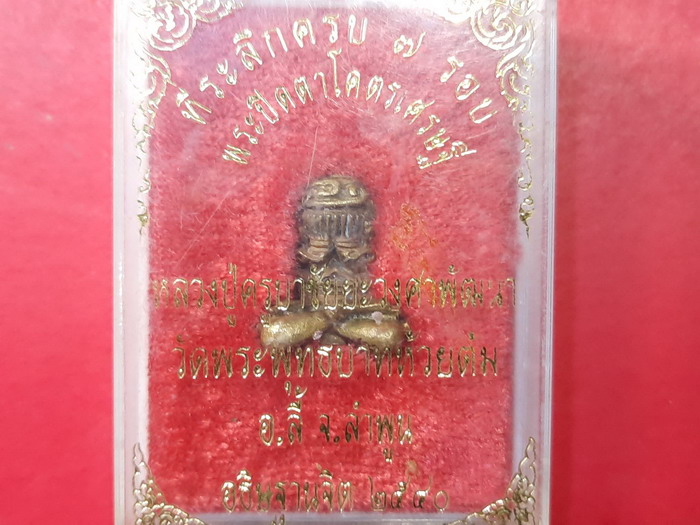 ที่ระลึกครบ ๗ รอบ
พระปิดตาโคตรเศรษฐี
หลวงปู่ครูบาชัยยะวงศาพัฒนา
วัดพระพุทธบาทห้วยต้ม
อ.ลี้ จ.ลำพูน
อธิษฐานจิต ๒๕๔๐